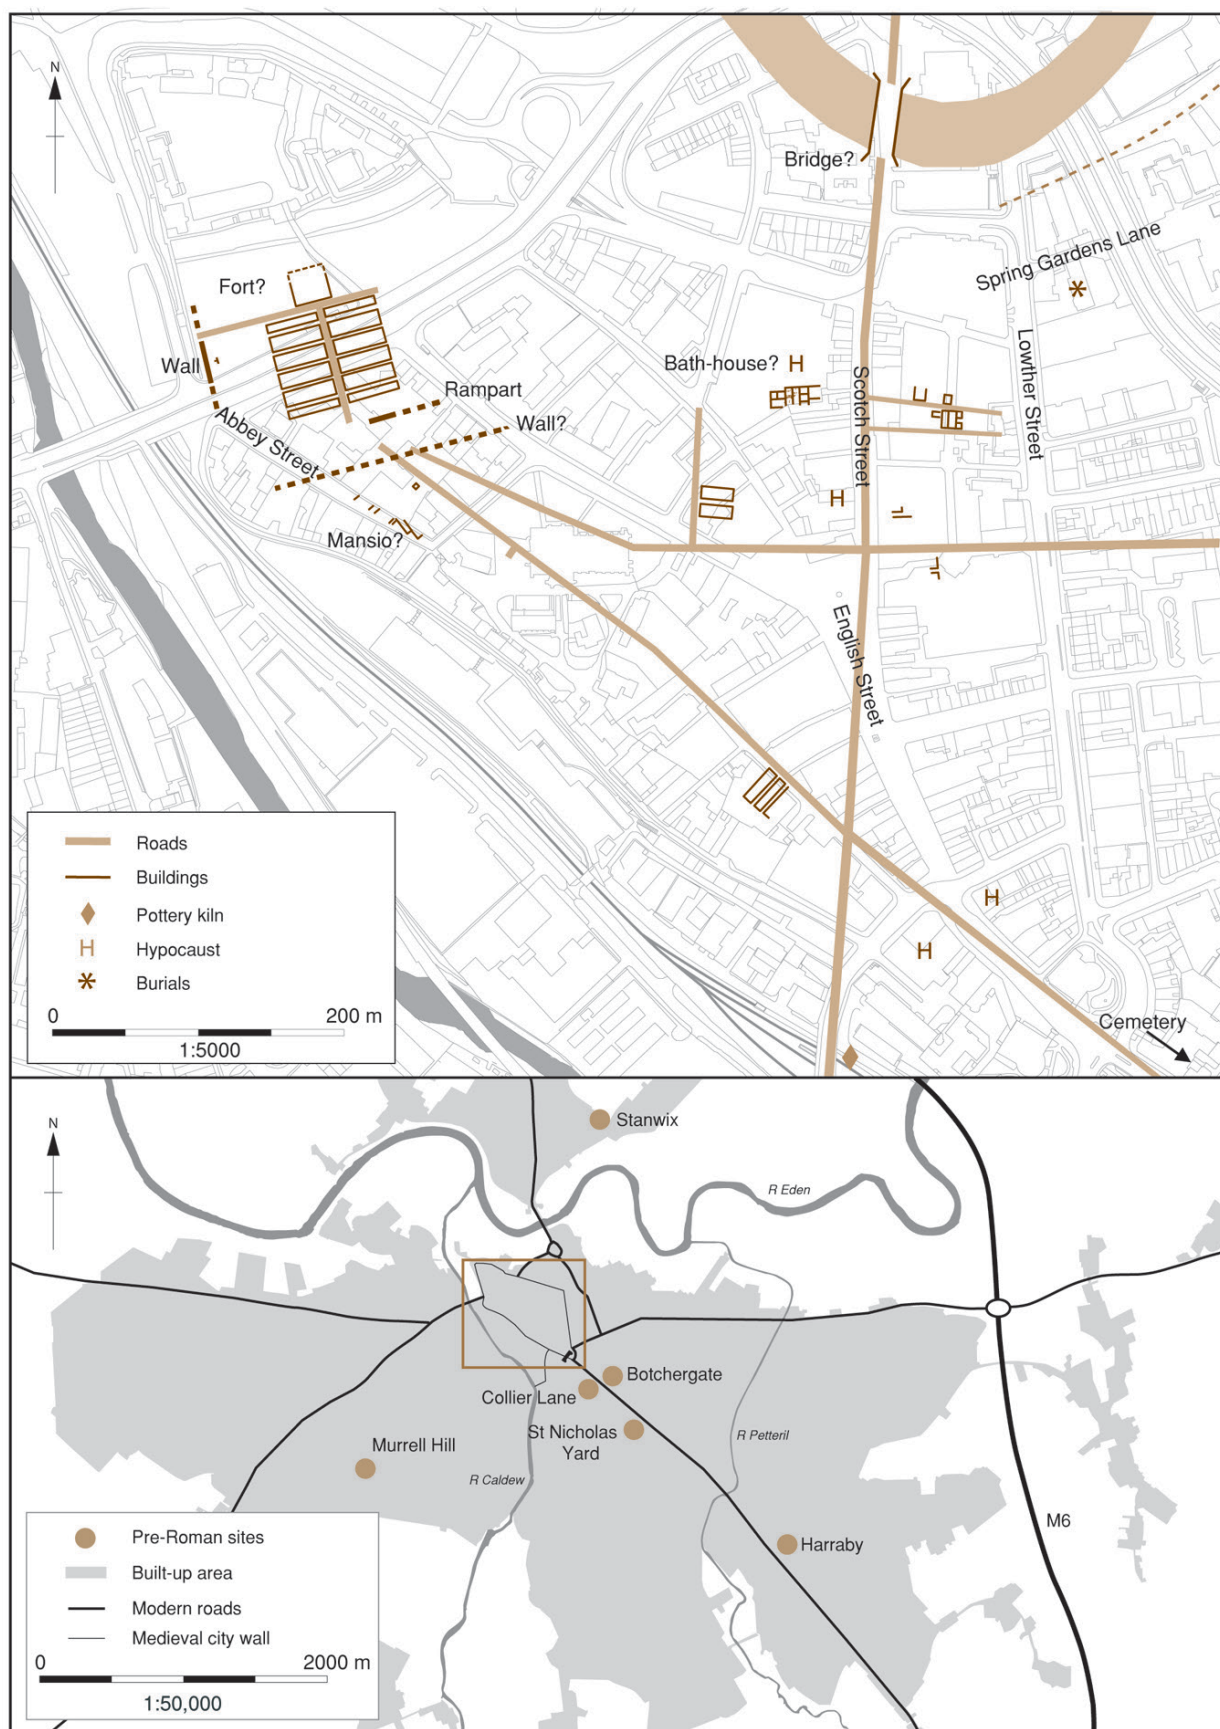 N
Bridge?
Spring Gardens Lane
Fort?
Wall
Bath-house?
H
Scotch Street
Lowther Street
Rampart
Wall?
Abbey Street
H
Mansio?
English Street
Roads
Buildings
Pottery kiln
H
Hypocaust
Burials
0
200 m
1:5000
H
H
Cemetery
N
Stanwix
R Eden
Botchergate
Collier Lane
St Nicholas
Yard
Murrell Hill
R Petteril
R Caldew
M6
Harraby
Pre-Roman sites
Built-up area
Modern roads
Medieval city wall
0
2000 m
1:50,000